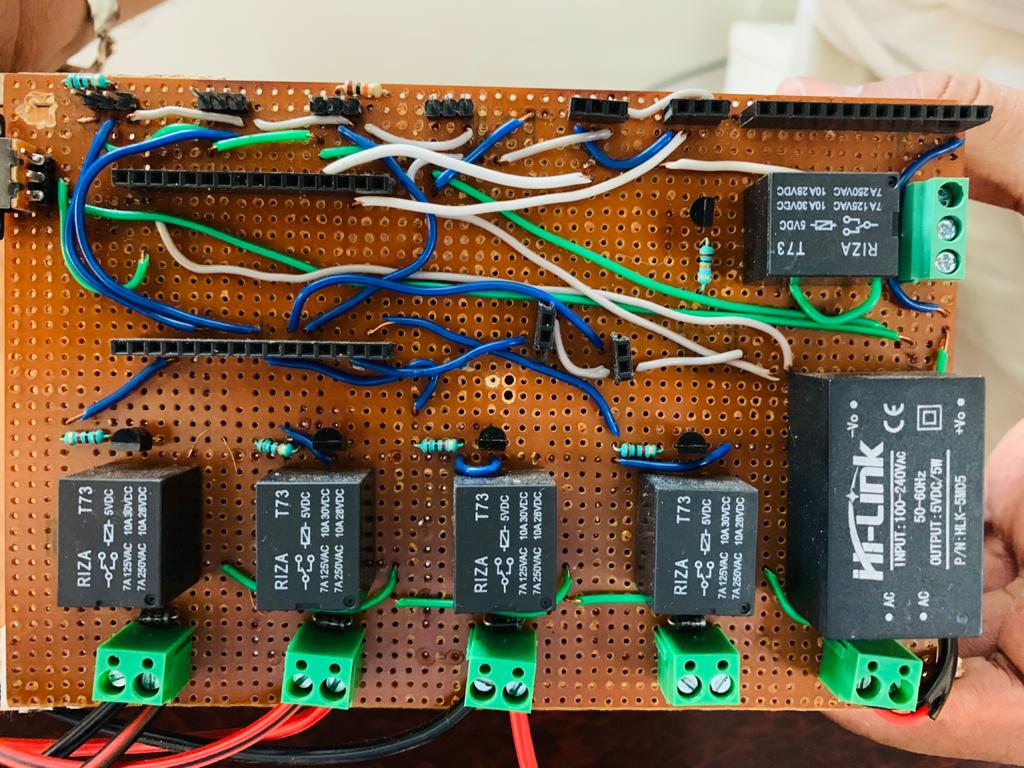 7A 125VAC 10A 30VDC
7A 250VAC 10A 28VDC
5VDC
RIZA T73
-Vo
+Vo
HI-LINK
CE
INPUT:100-240VAC
50-60Hz
OUTPUT:5VDC/5W
P/N:HLK-5M05
AC
AC
RIZA T73
5VDC
7A 125VAC 10A 30VDC
7A 250VAC 10A 28VDC
RIZA T73
5VDC
7A 125VAC 10A 30VDC
7A 250VAC 10A 28VDC
RIZA T73
5VDC
7A 125VAC 10A 30VDC
7A 250VAC 10A 28VDC
RIZA T73
5VDC
7A 125VAC 10A 30VDC
7A 250VAC 10A 28VDC